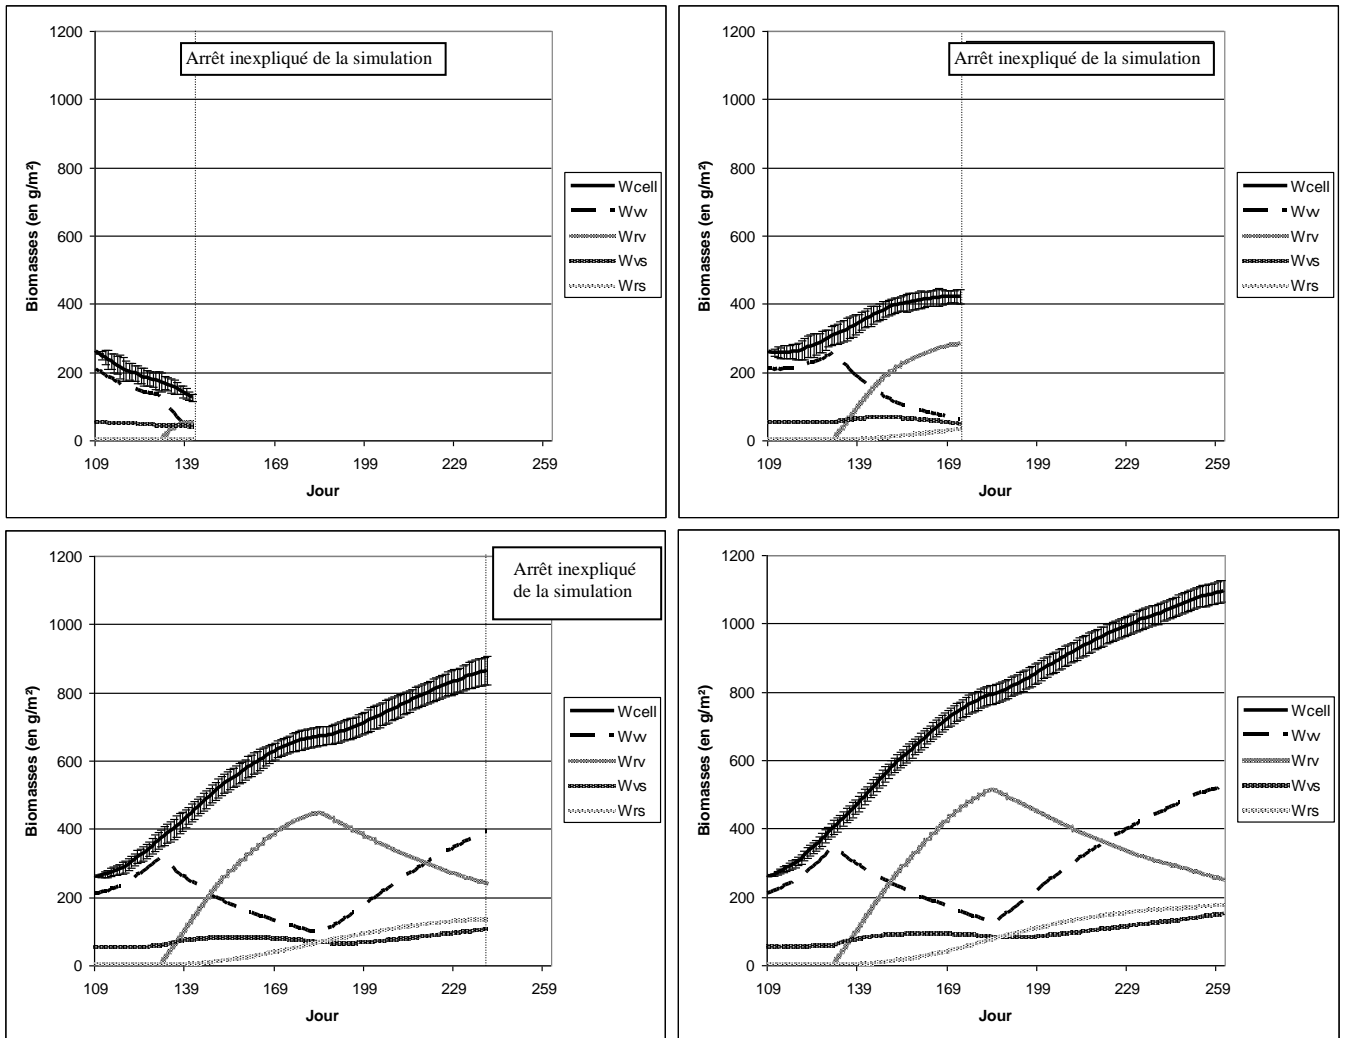 1200
Arrêt inexpliqué de la simulation
1000
800
600
400
200
0
Biomasses (en g/m²)
109 139 169 199 229 259
Jour
Wcell
Wvv
Wrv
Wvs
Wrs
1200
Arrêt inexpliqué de la simulation
1000
800
600
400
200
0
Biomasses (en g/m²)
109 139 169 199 229 259
Jour
Wcell
Wvv
Wrv
Wvs
Wrs
1200
Arrêt inexpliqué
de la simulation
1000
800
600
400
200
0
Biomasses (en g/m²)
109 139 169 199 229 259
Jour
Wcell
Wvv
Wrv
Wvs
Wrs
1200
1000
800
600
400
200
0
Biomasses (en g/m²)
109 139 169 199 229 259
Jour
Wcell
Wvv
Wrv
Wvs
Wrs